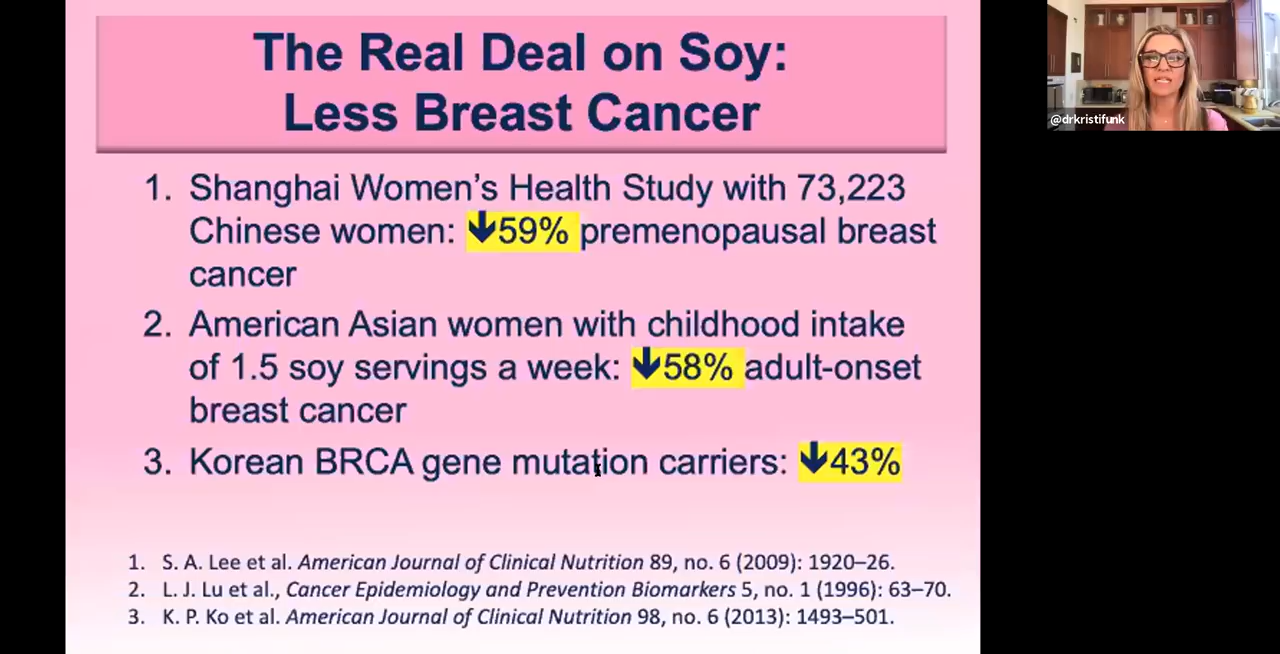 The Real Deal on Soy:
Less Breast Cancer
@drkristifunk
1. Shanghai Women's Health Study with 73,223
Chinese women: ↓59% premenopausal breast
cancer
2. American Asian women with childhood intake
of 1.5 soy servings a week: ↓58% adult-onset
breast cancer
3. Korean BRCA gene mutation carriers: ↓43%
1. S. A. Lee et al. American Journal of Clinical Nutrition 89, no. 6 (2009): 1920–26.
2. L. J. Lu et al., Cancer Epidemiology and Prevention Biomarkers 5, no. 1 (1996): 63–70.
3. K. P. Ko et al. American Journal of Clinical Nutrition 98, no. 6 (2013): 1493–501.